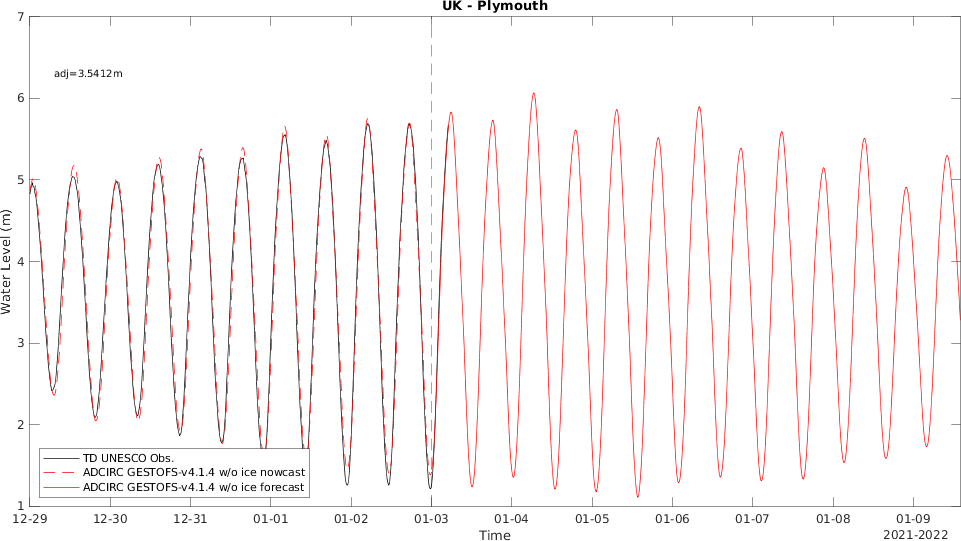 UK - Plymouth
adj=3.5412m
Water Level (m)
7
6
5
4
3
2
1
TD UNESCO Obs.
ADCIRC GESTOFS-v4.1.4 w/o ice nowcast
ADCIRC GESTOFS-v4.1.4 w/o ice forecast
12-29 12-30 12-31 01-01 01-02 01-03 01-04 01-05 01-06 01-07 01-08 01-09
Time
2021-2022